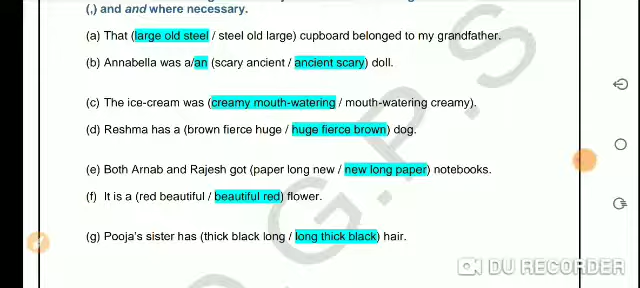 (,) and and where necessary.
(a) That (large old steel / steel old large) cupboard belonged to my grandfather.
(b) Annabella was a/an (scary ancient / ancient scary) doll.
(c) The ice-cream was (creamy mouth-watering / mouth-watering creamy).
(d) Reshma has a (brown fierce huge / huge fierce brown) dog.
(e) Both Arnab and Rajesh got (paper long new / new long paper) notebooks.
(f) It is a (red beautiful / beautiful red) flower.
(g) Pooja's sister has (thick black long / long thick black) hair.
G.P.S
DU RECORDER